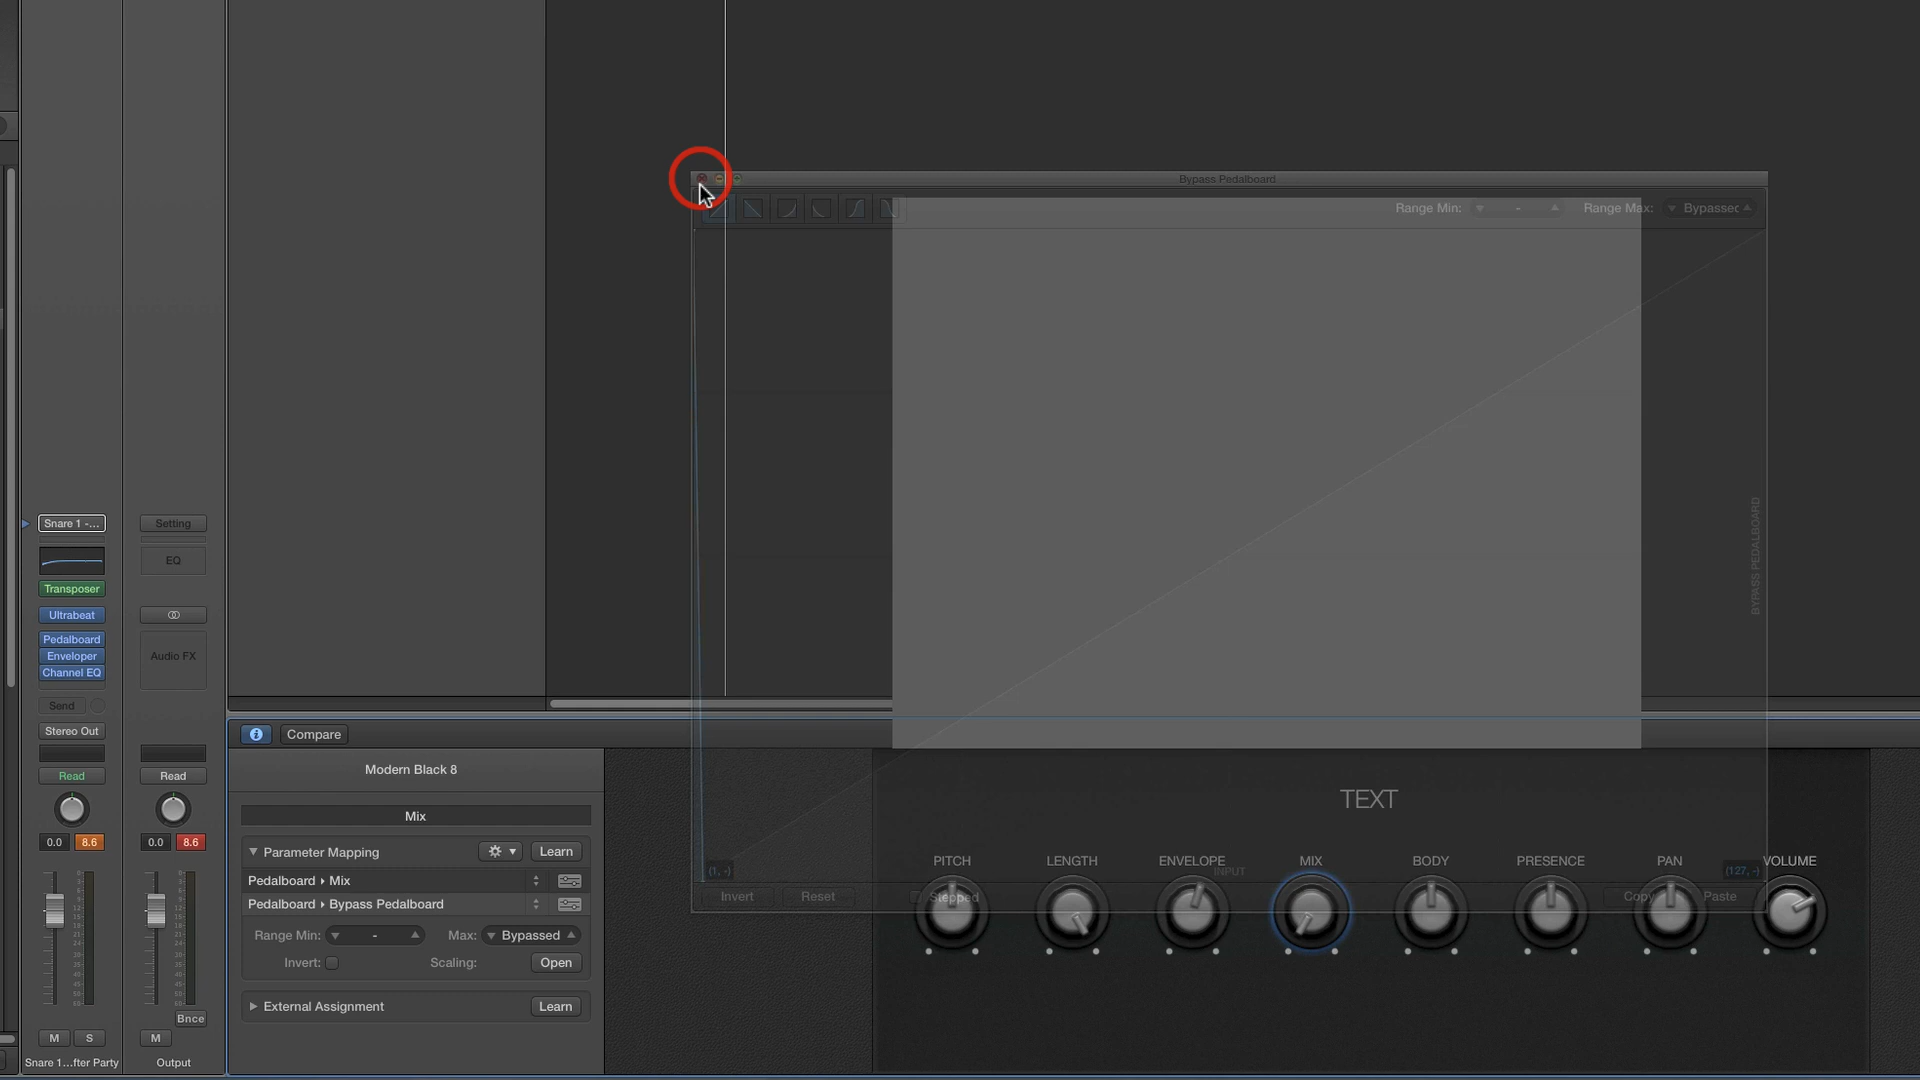 Bypass Pedalboard
Range Min: -
Range Max: Bypassed
BYPASS PEDALBOARD
Snare 1 -...
Setting
EQ
Transposer
Ultrabeat
Pedalboard
Enveloper
Channel EQ
Audio FX
Send
Stereo Out
Read
Read
0.0 8.6
0.0 8.6
Bnce
M S
M
Snare 1...fter Party
Output
i Compare
Modern Black 8
Mix
Parameter Mapping Learn
Pedalboard ▸ Mix
Pedalboard ▸ Bypass Pedalboard
Range Min: - Max: Bypassed
Invert: Scaling: Open
External Assignment Learn
TEXT
PITCH LENGTH ENVELOPE MIX BODY PRESENCE PAN VOLUME
(1, -) INPUT (127, -)
Invert Reset Stepped Copy Paste